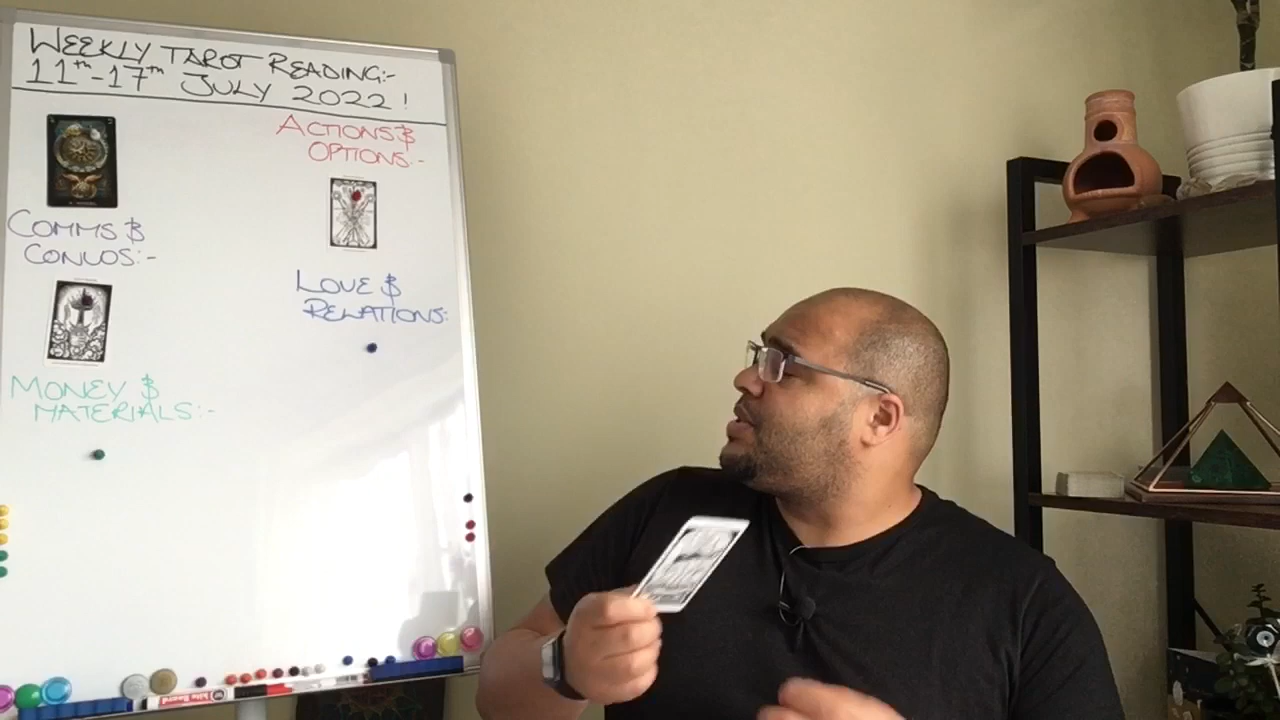 WEEKLY TAROT READING:-
11th-17th JULY 2022!
ACTIONS &
OPTIONS:-
COMMS &
CONVOS:-
LOVE &
RELATIONS:
MONEY &
MATERIALS:-